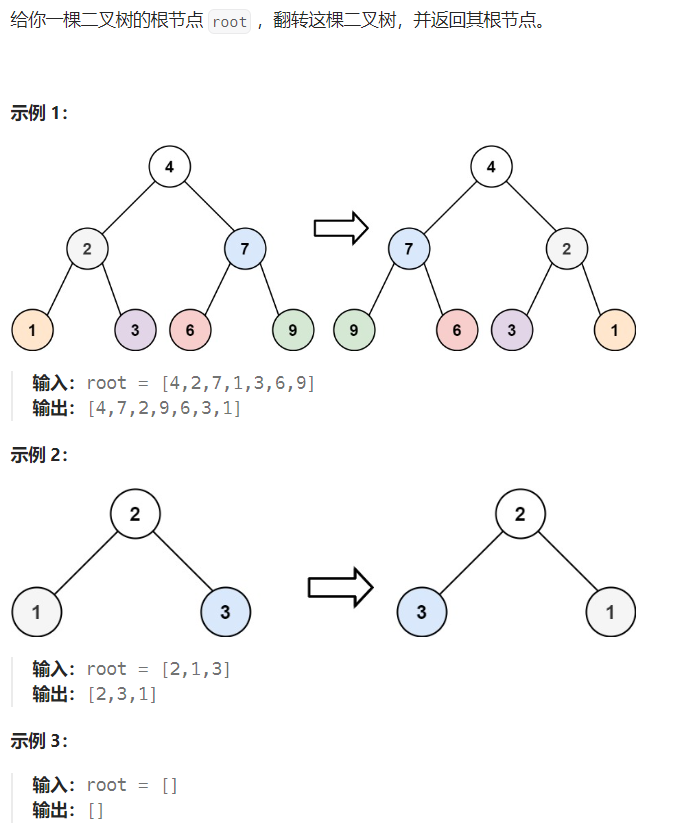 给你一棵二叉树的根节点 root ，翻转这棵二叉树，并返回其根节点。
示例 1：
4 4
2 7 7 2
1 3 6 9 9 6 3 1
输入：root = [4,2,7,1,3,6,9]
输出：[4,7,2,9,6,3,1]
示例 2：
2 2
1 3 3 1
输入：root = [2,1,3]
输出：[2,3,1]
示例 3：
输入：root = []
输出：[]